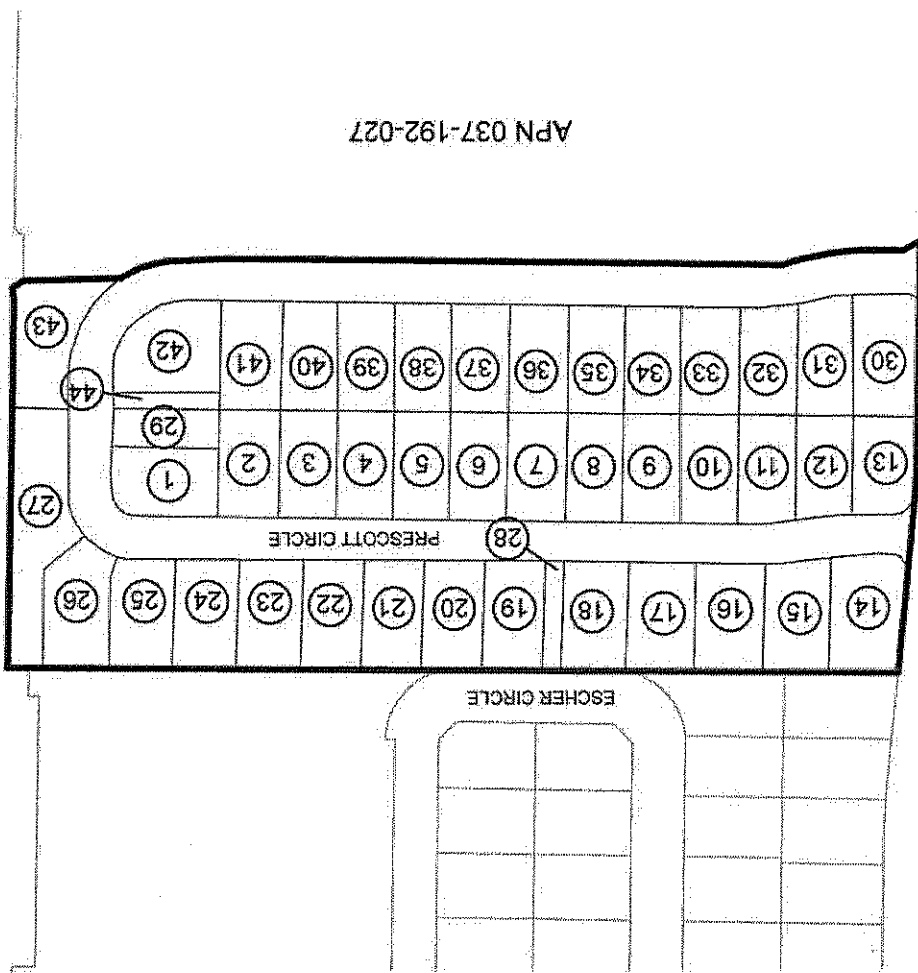 ESCHER CIRCLE
14 15 16 17 18 19 20 21 22 23 24 25 26
28 PRESCOTT CIRCLE
27
13 12 11 10 9 8 7 6 5 4 3 2 1
29
44
30 31 32 33 34 35 36 37 38 39 40 41 42
43
APN 037-192-027